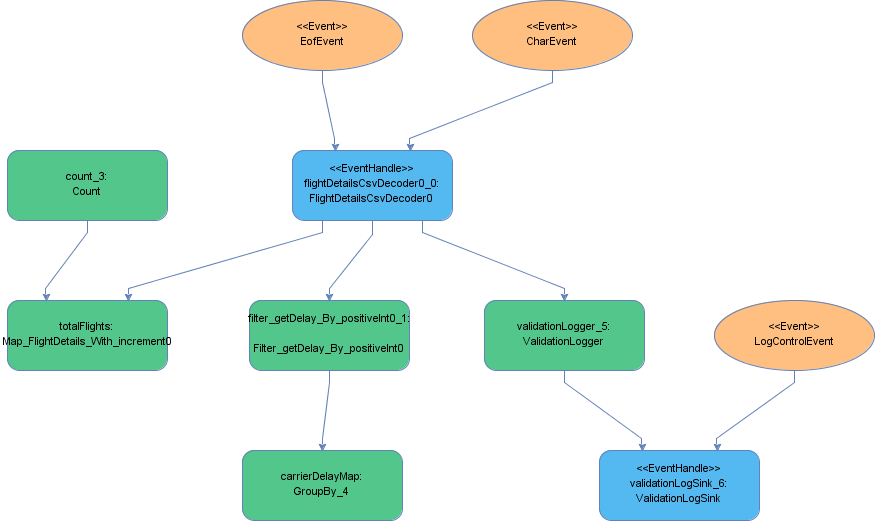 <<Event>>
EofEvent
<<Event>>
CharEvent
count_3:
Count
<<EventHandle>>
flightDetailsCsvDecoder0_0:
FlightDetailsCsvDecoder0
totalFlights:
Map_FlightDetails_With_increment0
filter_getDelay_By_positiveInt0_1:
Filter_getDelay_By_positiveInt0
validationLogger_5:
ValidationLogger
<<Event>>
LogControlEvent
carrierDelayMap:
GroupBy_4
<<EventHandle>>
validationLogSink_6:
ValidationLogSink